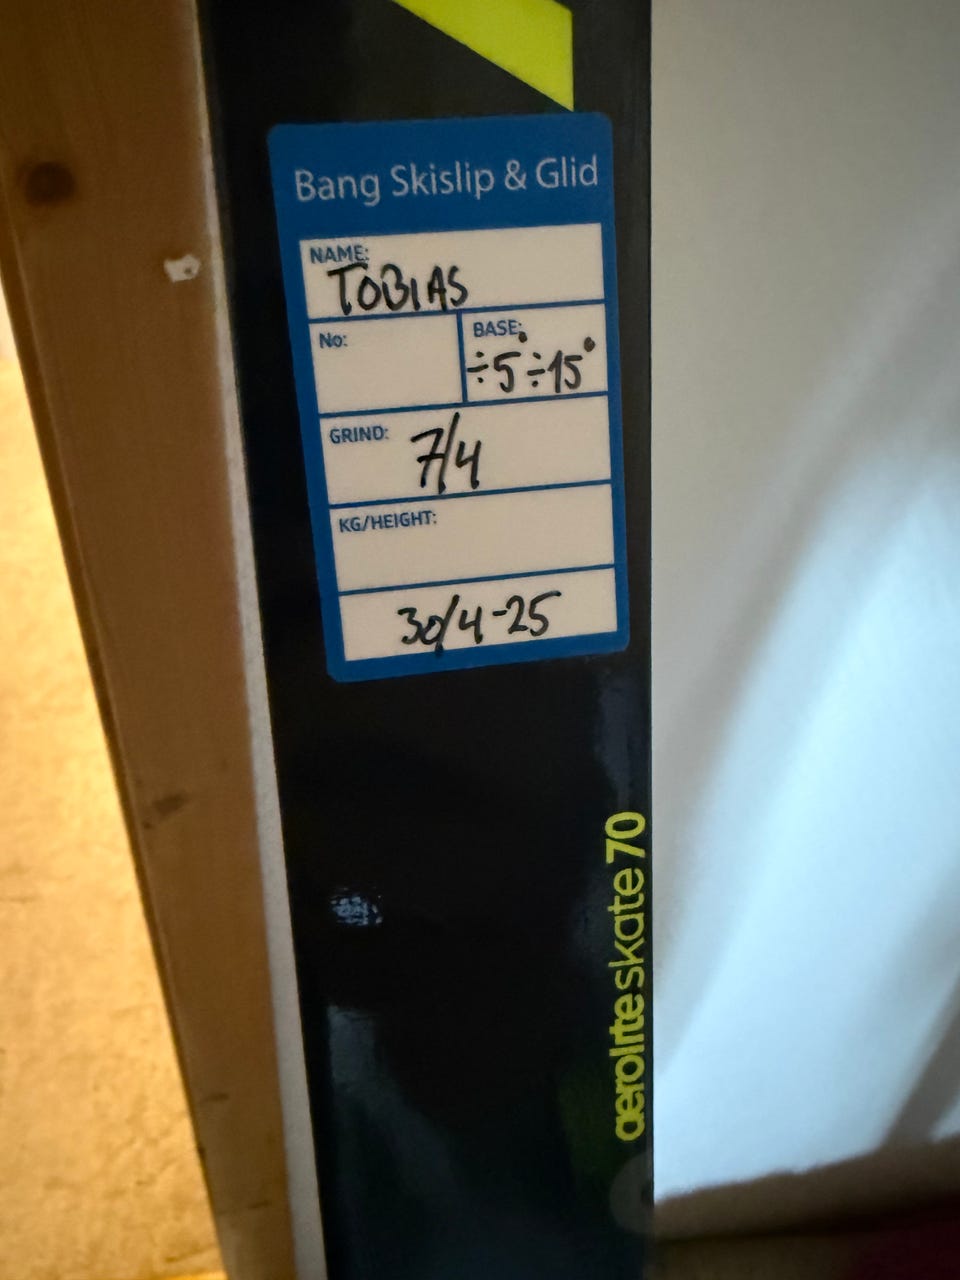 Bang Skislip & Glid
NAME:
TOBIAS
No:
BASE:
÷5° ÷15°
GRIND: 7/4
KG/HEIGHT:
30/4-25
aerolite skate 70